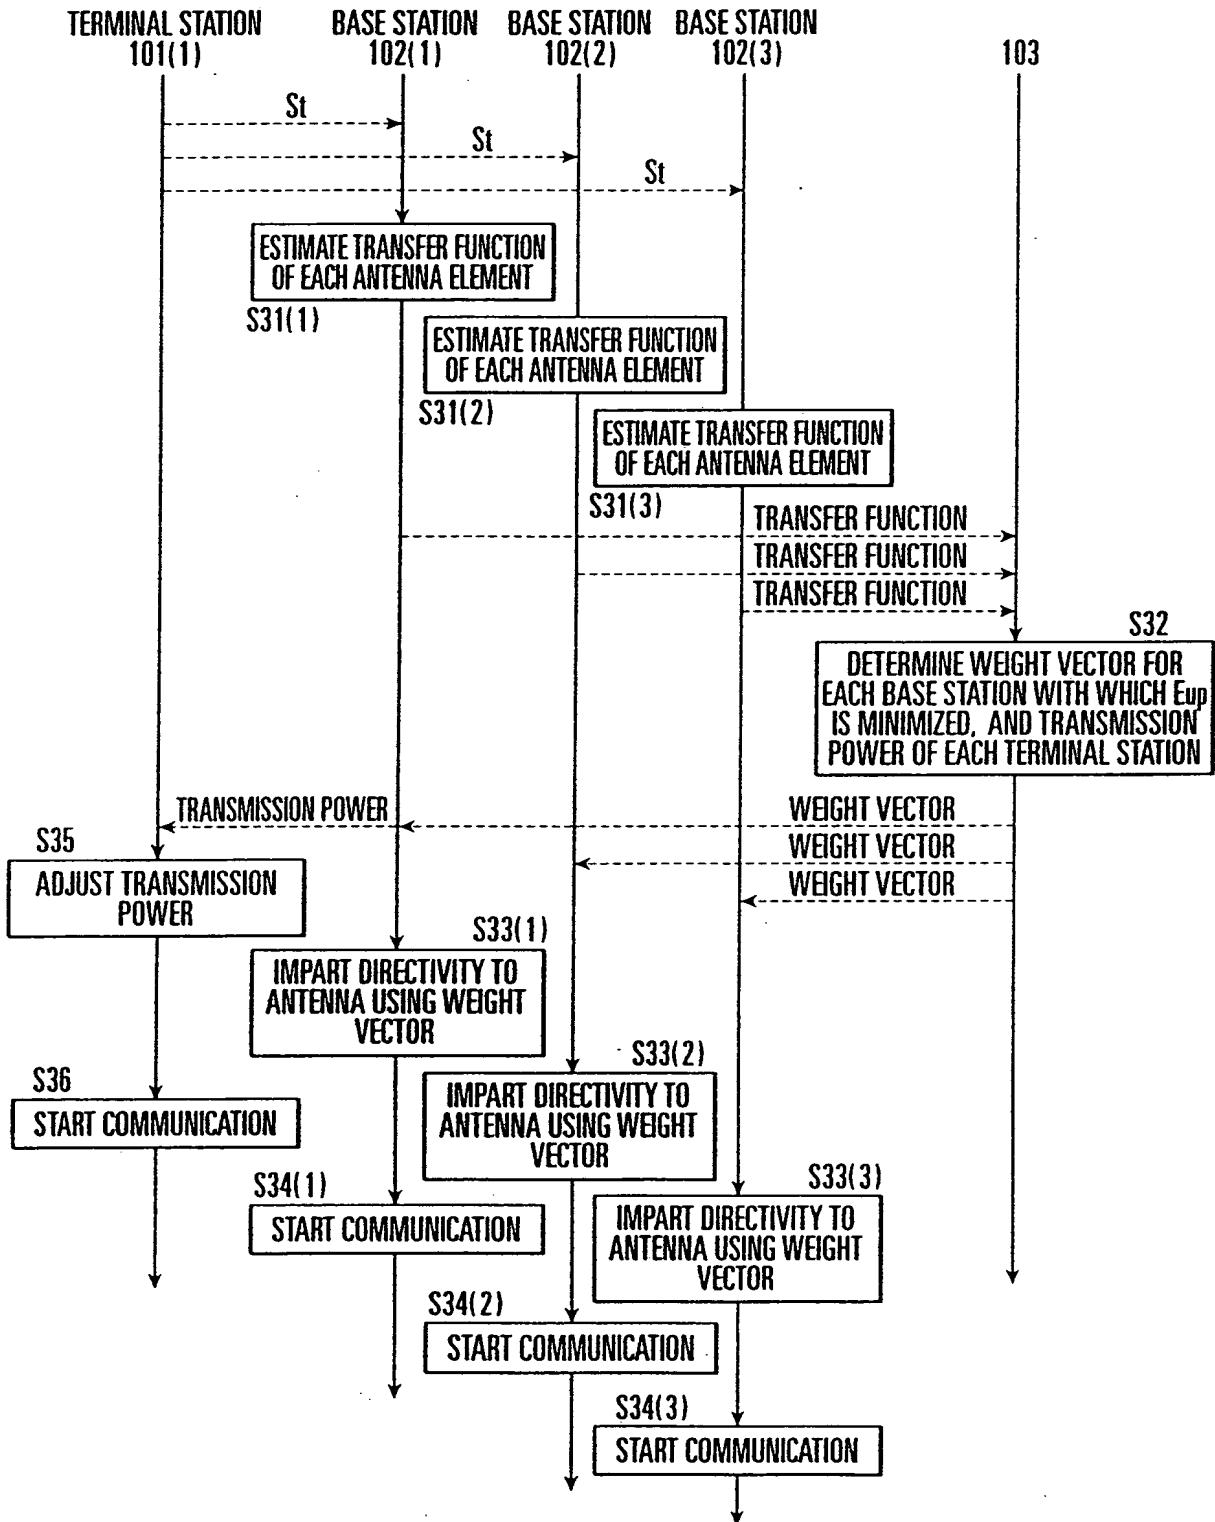 TERMINAL STATION
101(1)
BASE STATION
102(1)
BASE STATION
102(2)
BASE STATION
102(3)
103
St
St
St
ESTIMATE TRANSFER FUNCTION
OF EACH ANTENNA ELEMENT
S31(1)
ESTIMATE TRANSFER FUNCTION
OF EACH ANTENNA ELEMENT
S31(2)
ESTIMATE TRANSFER FUNCTION
OF EACH ANTENNA ELEMENT
S31(3)
TRANSFER FUNCTION
TRANSFER FUNCTION
TRANSFER FUNCTION
S32
DETERMINE WEIGHT VECTOR FOR
EACH BASE STATION WITH WHICH Eup
IS MINIMIZED, AND TRANSMISSION
POWER OF EACH TERMINAL STATION
TRANSMISSION POWER
WEIGHT VECTOR
WEIGHT VECTOR
WEIGHT VECTOR
S35
ADJUST TRANSMISSION
POWER
S33(1)
IMPART DIRECTIVITY TO
ANTENNA USING WEIGHT
VECTOR
S33(2)
IMPART DIRECTIVITY TO
ANTENNA USING WEIGHT
VECTOR
S36
START COMMUNICATION
S34(1)
START COMMUNICATION
S33(3)
IMPART DIRECTIVITY TO
ANTENNA USING WEIGHT
VECTOR
S34(2)
START COMMUNICATION
S34(3)
START COMMUNICATION